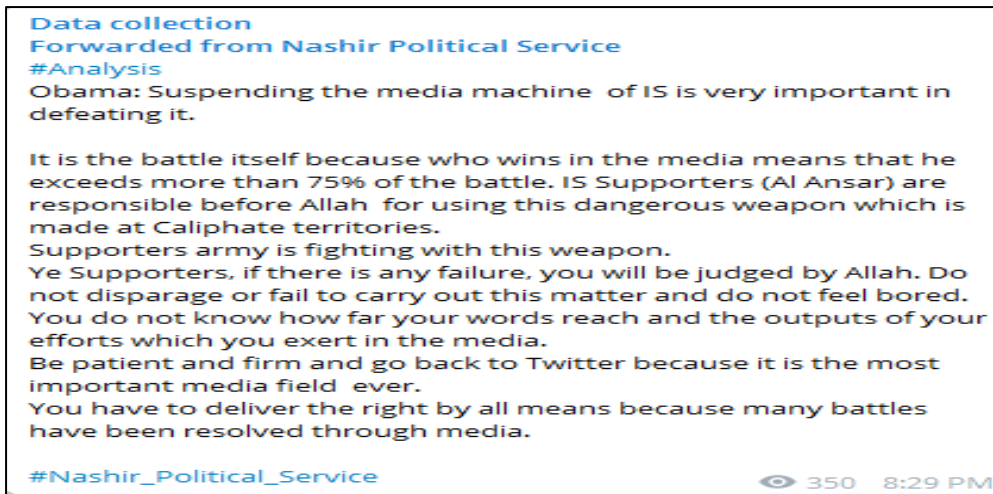 Data collection
Forwarded from Nashir Political Service
#Analysis
Obama: Suspending the media machine of IS is very important in
defeating it.
It is the battle itself because who wins in the media means that he
exceeds more than 75% of the battle. IS Supporters (Al Ansar) are
responsible before Allah for using this dangerous weapon which is
made at Caliphate territories.
Supporters army is fighting with this weapon.
Ye Supporters, if there is any failure, you will be judged by Allah. Do
not disparage or fail to carry out this matter and do not feel bored.
You do not know how far your words reach and the outputs of your
efforts which you exert in the media.
Be patient and firm and go back to Twitter because it is the most
important media field ever.
You have to deliver the right by all means because many battles
have been resolved through media.
#Nashir_Political_Service
350 8:29 PM